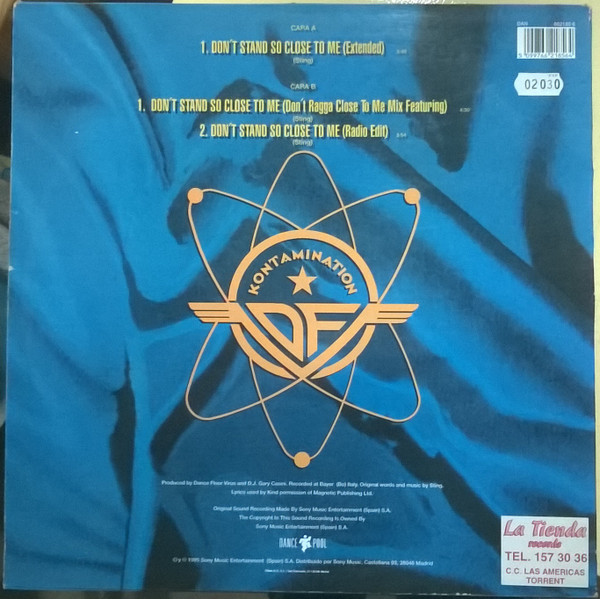 CARA A
1. DON'T STAND SO CLOSE TO ME (Extended)
(Sting)
CARA B
1. DON'T STAND SO CLOSE TO ME (Don't Ragga Close To Me Mix Featuring)
(Sting)
2. DON'T STAND SO CLOSE TO ME (Radio Edit)
(Sting)
02030
KONTAMINATION
DF
Produced by Dance Floor Virus and D.J. Gary Casini. Recorded at Bayer (Bo) Italy. Original words and music by Sting.
Lyrics used by Kind permission of Magnetic Publishing Ltd.
Original Sound Recording Made By Sony Music Entertainment (Spain) S.A.
The Copyright In This Sound Recording Is Owned By
Sony Music Entertainment (Spain) S.A.
DANCE POOL
1995 Sony Music Entertainment (Spain) S.A. Distribuido por Sony Music. Castellana 93, 28046 Madrid
La Tienda
records
TEL. 157 30 36
C.C. LAS AMERICAS
TORRENT